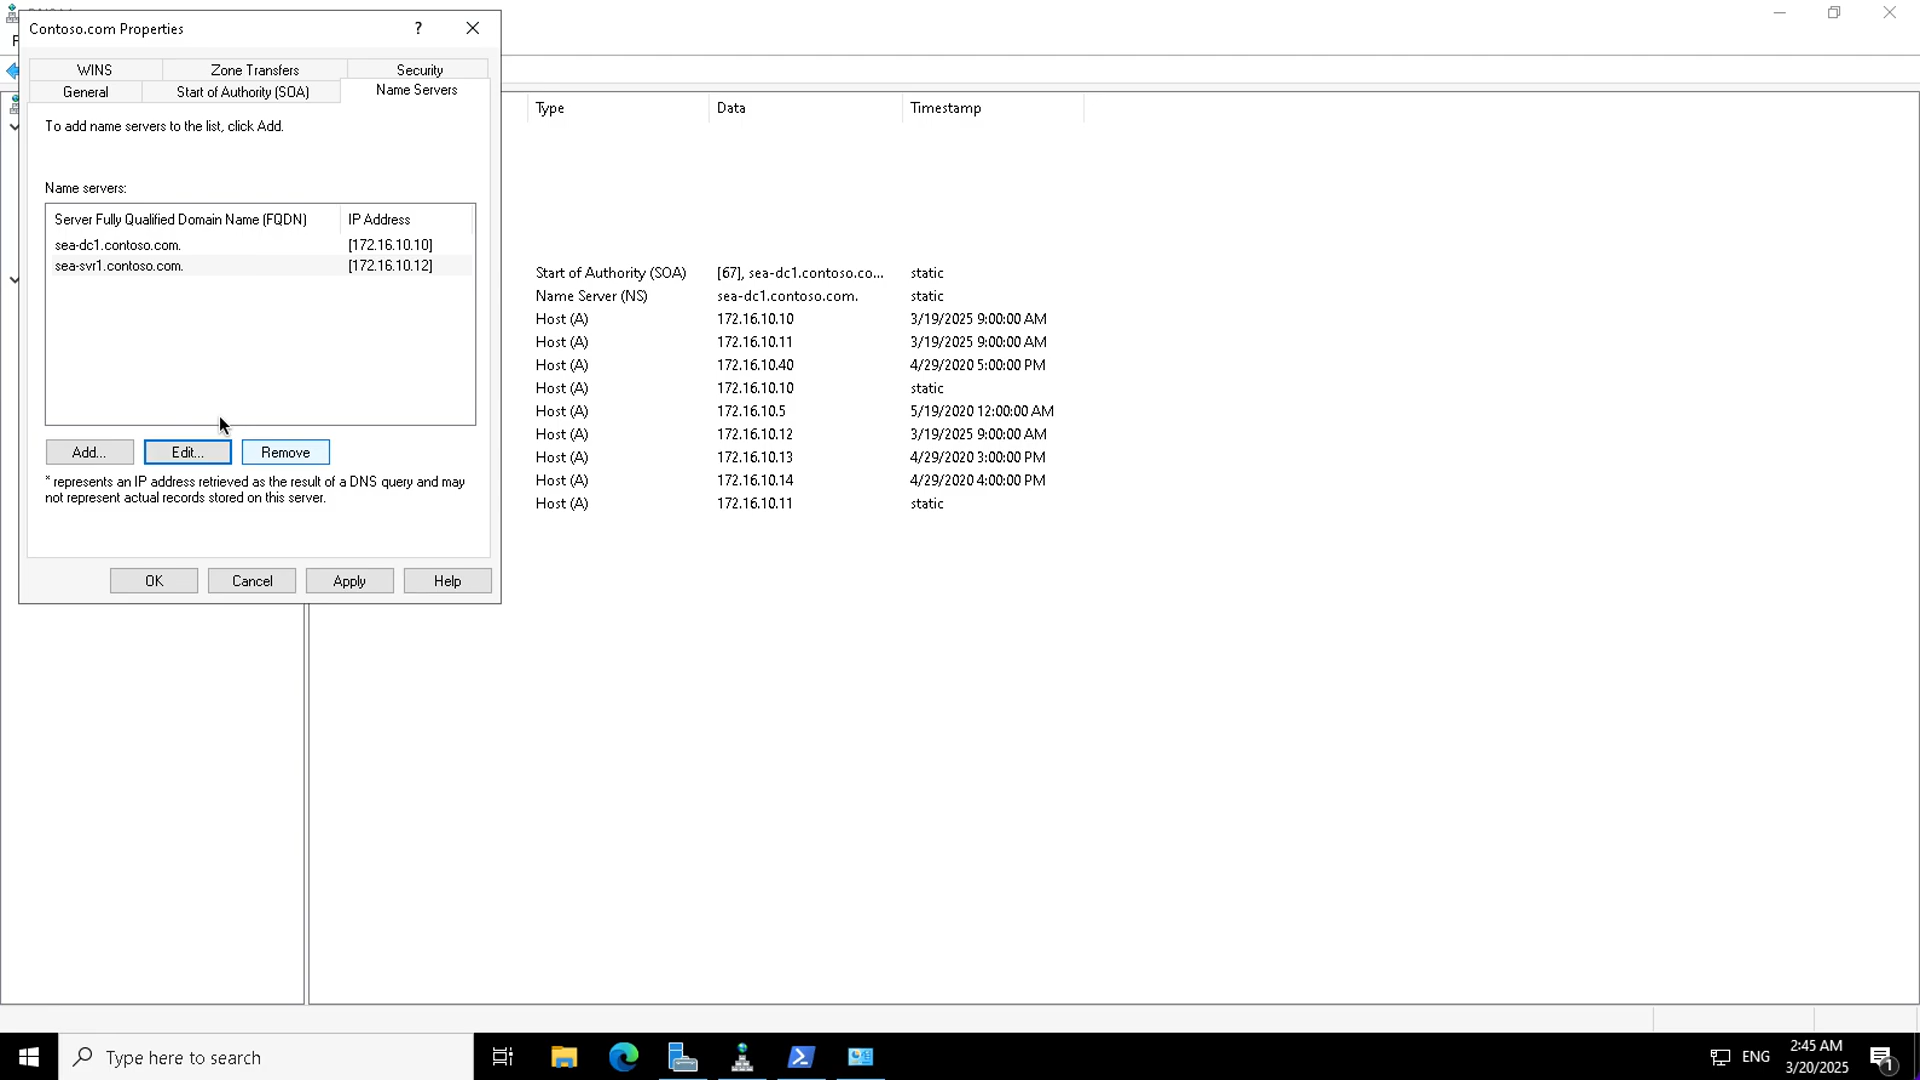 Contoso.com Properties
?
WINS
Zone Transfers
Security
General
Start of Authority (SOA)
Name Servers
To add name servers to the list, click Add.
Name servers:
Server Fully Qualified Domain Name (FQDN) IP Address
sea-dc1.contoso.com. [172.16.10.10]
sea-svr1.contoso.com. [172.16.10.12]
Add... Edit... Remove
* represents an IP address retrieved as the result of a DNS query and may
not represent actual records stored on this server.
OK Cancel Apply Help
Type Data Timestamp
Start of Authority (SOA) [67], sea-dc1.contoso.co... static
Name Server (NS) sea-dc1.contoso.com. static
Host (A) 172.16.10.10 3/19/2025 9:00:00 AM
Host (A) 172.16.10.11 3/19/2025 9:00:00 AM
Host (A) 172.16.10.40 4/29/2020 5:00:00 PM
Host (A) 172.16.10.10 static
Host (A) 172.16.10.5 5/19/2020 12:00:00 AM
Host (A) 172.16.10.12 3/19/2025 9:00:00 AM
Host (A) 172.16.10.13 4/29/2020 3:00:00 PM
Host (A) 172.16.10.14 4/29/2020 4:00:00 PM
Host (A) 172.16.10.11 static
Type here to search
ENG
2:45 AM
3/20/2025
1